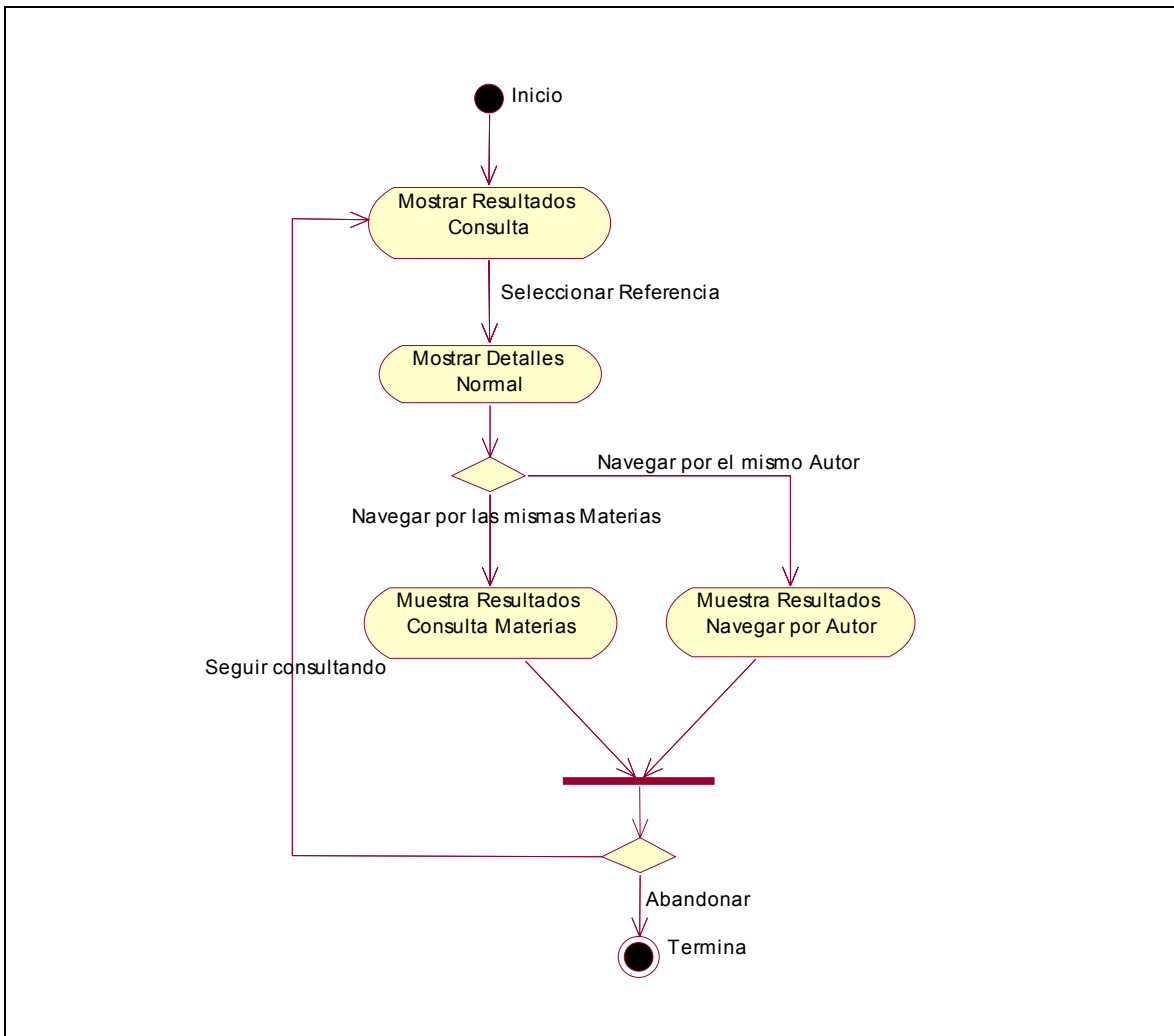 Inicio
Mostrar Resultados
Consulta
Seleccionar Referencia
Mostrar Detalles
Normal
Navegar por el mismo Autor
Navegar por las mismas Materias
Muestra Resultados
Consulta Materias
Muestra Resultados
Navegar por Autor
Seguir consultando
Abandonar
Termina